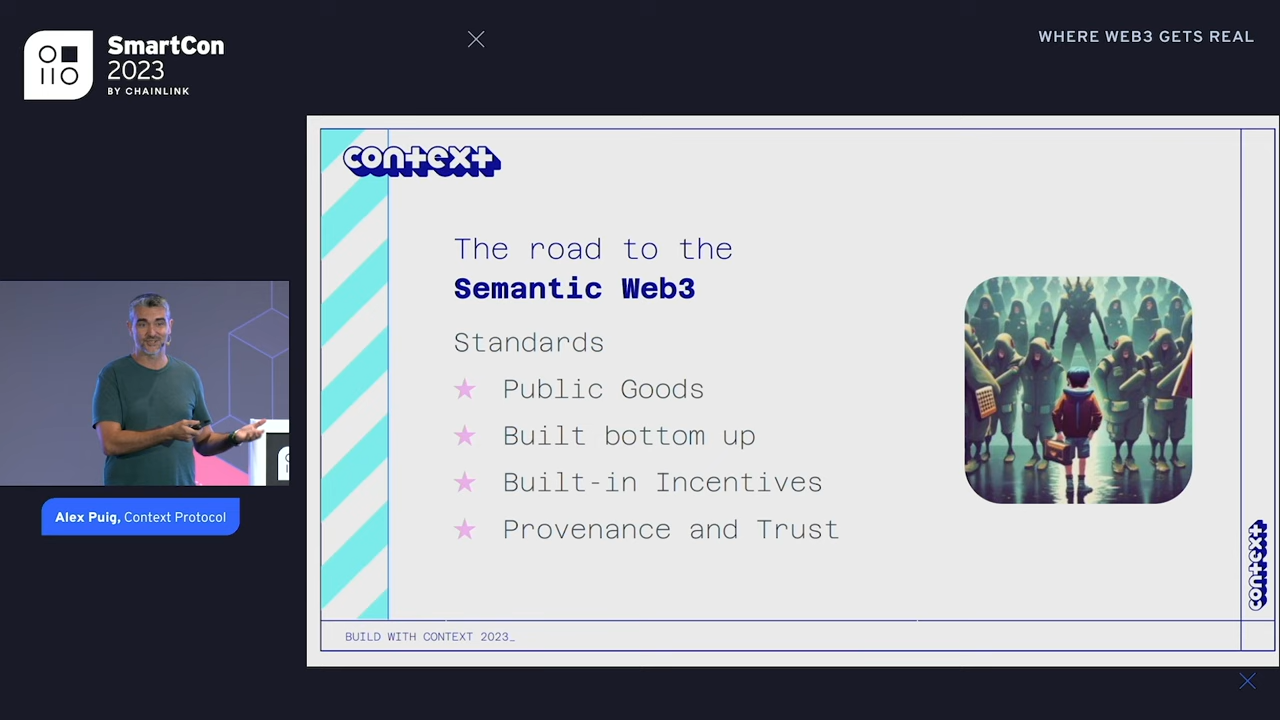 SmartCon
2023
BY CHAINLINK
WHERE WEB3 GETS REAL
context
The road to the
Semantic Web3
Standards
Public Goods
Built bottom up
Built-in Incentives
Provenance and Trust
Alex Puig, Context Protocol
context
BUILD WITH CONTEXT 2023_